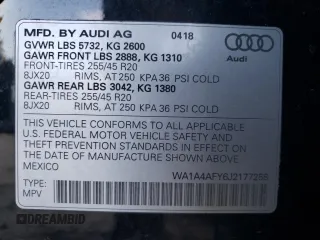 MFD. BY AUDI AG 0418
Audi
GVWR LBS 5732, KG 2600
GAWR FRONT LBS 2888, KG 1310
FRONT-TIRES 255/45 R20
8JX20 RIMS, AT 250 KPA 36 PSI COLD
GAWR REAR LBS 3042, KG 1380
REAR-TIRES 255/45 R20
8JX20 RIMS, AT 250 KPA/36 PSI COLD
THIS VEHICLE CONFORMS TO ALL APPLICABLE
U.S. FEDERAL MOTOR VEHICLE SAFETY AND
THEFT PREVENTION STANDARDS IN EFFECT ON
THE DATE OF MANUFACTURE SHOWN ABOVE
MEXICO
TYPE:
MPV
DREAMBID